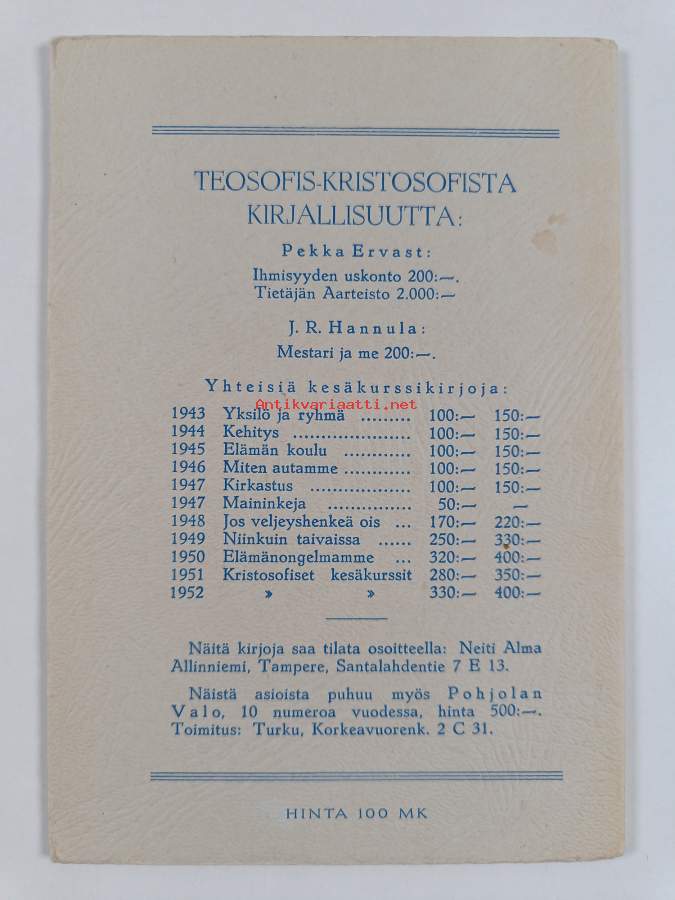 TEOSOFIS-KRISTOSOFISTA
KIRJALLISUUTTA:
Pekka Ervast:
Ihmisyyden uskonto 200:—.
Tietäjän Aarteisto 2.000:—
J. R. Hannula:
Mestari ja me 200:—.
Yhteisiä kesäkurssikirjoja:
Antikvariaatti.net
1943 Yksilö ja ryhmä ......... 100:— 150:—
1944 Kehitys ..................... 100:— 150:—
1945 Elämän koulu ............ 100:— 150:—
1946 Miten autamme ............ 100:— 150:—
1947 Kirkastus .................. 100:— 150:—
1947 Maininkeja ............... 50:— —
1948 Jos veljeyshenkeä ois ... 170:— 220:—
1949 Niinkuin taivaissa ...... 250:— 330:—
1950 Elämänongelmamme ... 320:— 400:—
1951 Kristosofiset kesäkurssit 280:— 350:—
1952 » » 330:— 400:—
Näitä kirjoja saa tilata osoitteella: Neiti Alma
Allinniemi, Tampere, Santalahdentie 7 E 13.
Näistä asioista puhuu myös Pohjolan
Valo, 10 numeroa vuodessa, hinta 500:—.
Toimitus: Turku, Korkeavuorenk. 2 C 31.
HINTA 100 MK